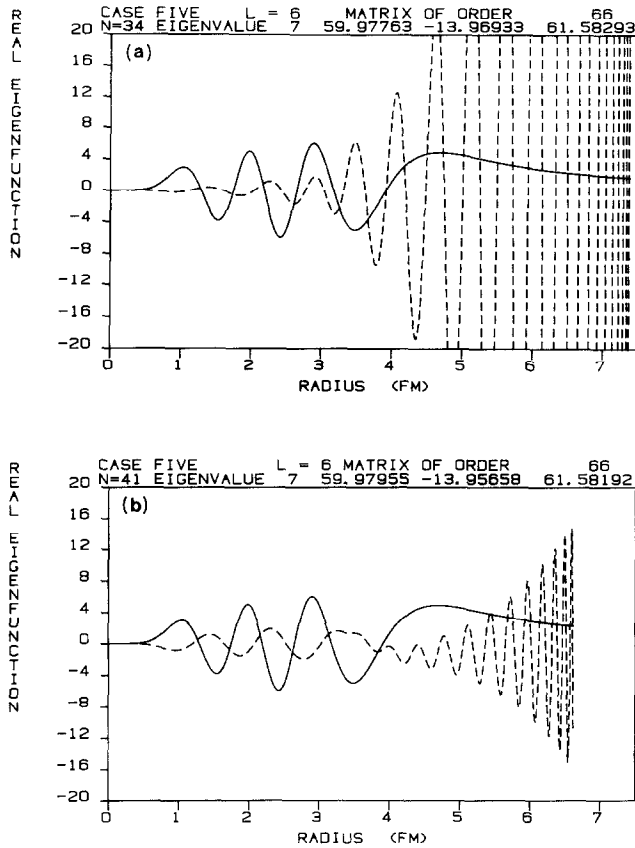 CASE FIVE L = 6 MATRIX OF ORDER 66
N=34 EIGENVALUE 7 59.97763 -13.96933 61.58293
(a)
REAL EIGENFUNCTION
20
16
12
8
4
0
-4
-8
-12
-16
-20
0 1 2 3 4 5 6 7
RADIUS (FM)
CASE FIVE L = 6 MATRIX OF ORDER 66
N=41 EIGENVALUE 7 59.97955 -13.95658 61.58192
(b)
REAL EIGENFUNCTION
20
16
12
8
4
0
-4
-8
-12
-16
-20
0 1 2 3 4 5 6 7
RADIUS (FM)